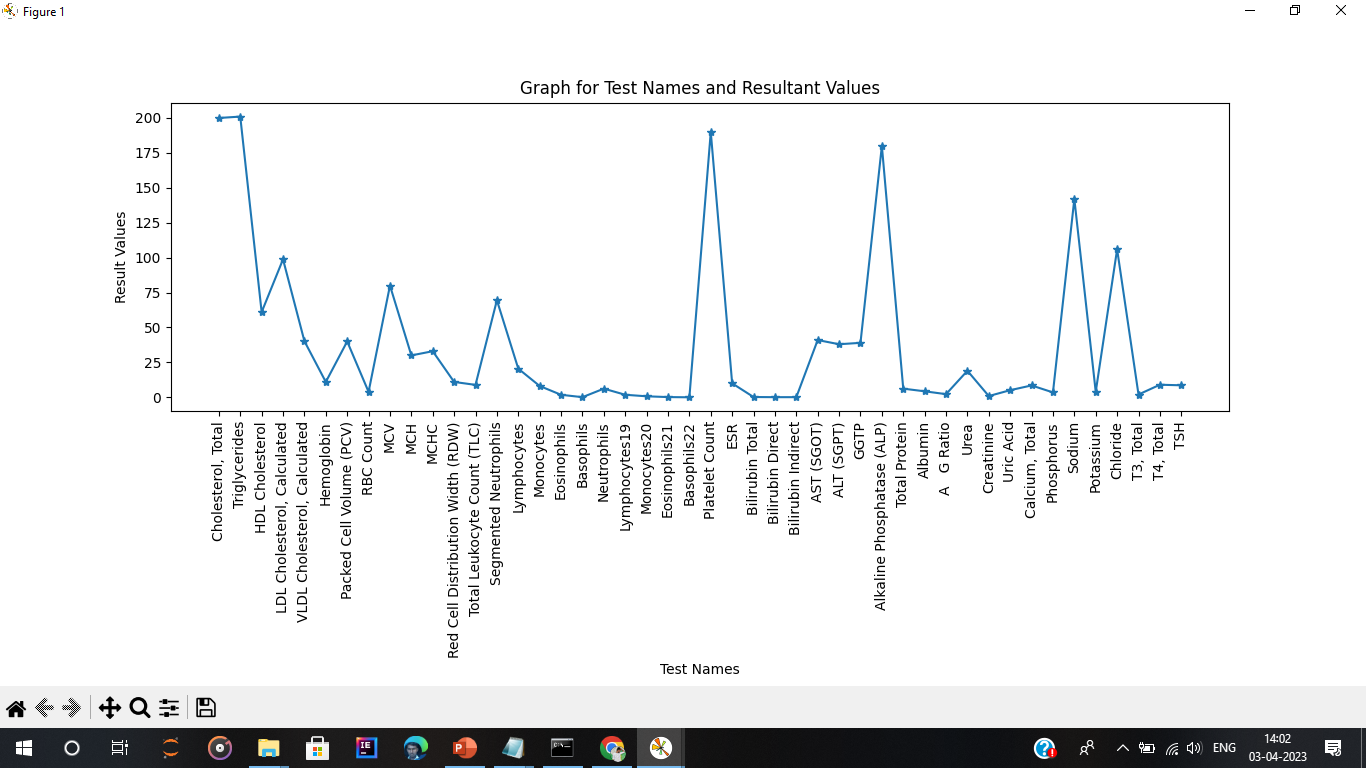 Figure 1
Graph for Test Names and Resultant Values
200
175
150
125
100
75
50
25
0
Result Values
Cholesterol, Total
Triglycerides
HDL Cholesterol
LDL Cholesterol, Calculated
VLDL Cholesterol, Calculated
Hemoglobin
Packed Cell Volume (PCV)
RBC Count
MCV
MCH
MCHC
Red Cell Distribution Width (RDW)
Total Leukocyte Count (TLC)
Segmented Neutrophils
Lymphocytes
Monocytes
Eosinophils
Basophils
Neutrophils
Lymphocytes19
Monocytes20
Eosinophils21
Basophils22
Platelet Count
ESR
Bilirubin Total
Bilirubin Direct
Bilirubin Indirect
AST (SGOT)
ALT (SGPT)
GGTP
Alkaline Phosphatase (ALP)
Total Protein
Albumin
A G Ratio
Urea
Creatinine
Uric Acid
Calcium, Total
Phosphorus
Sodium
Potassium
Chloride
T3, Total
T4, Total
TSH
Test Names
IE
P
C:\
?
!
ENG
14:02
03-04-2023